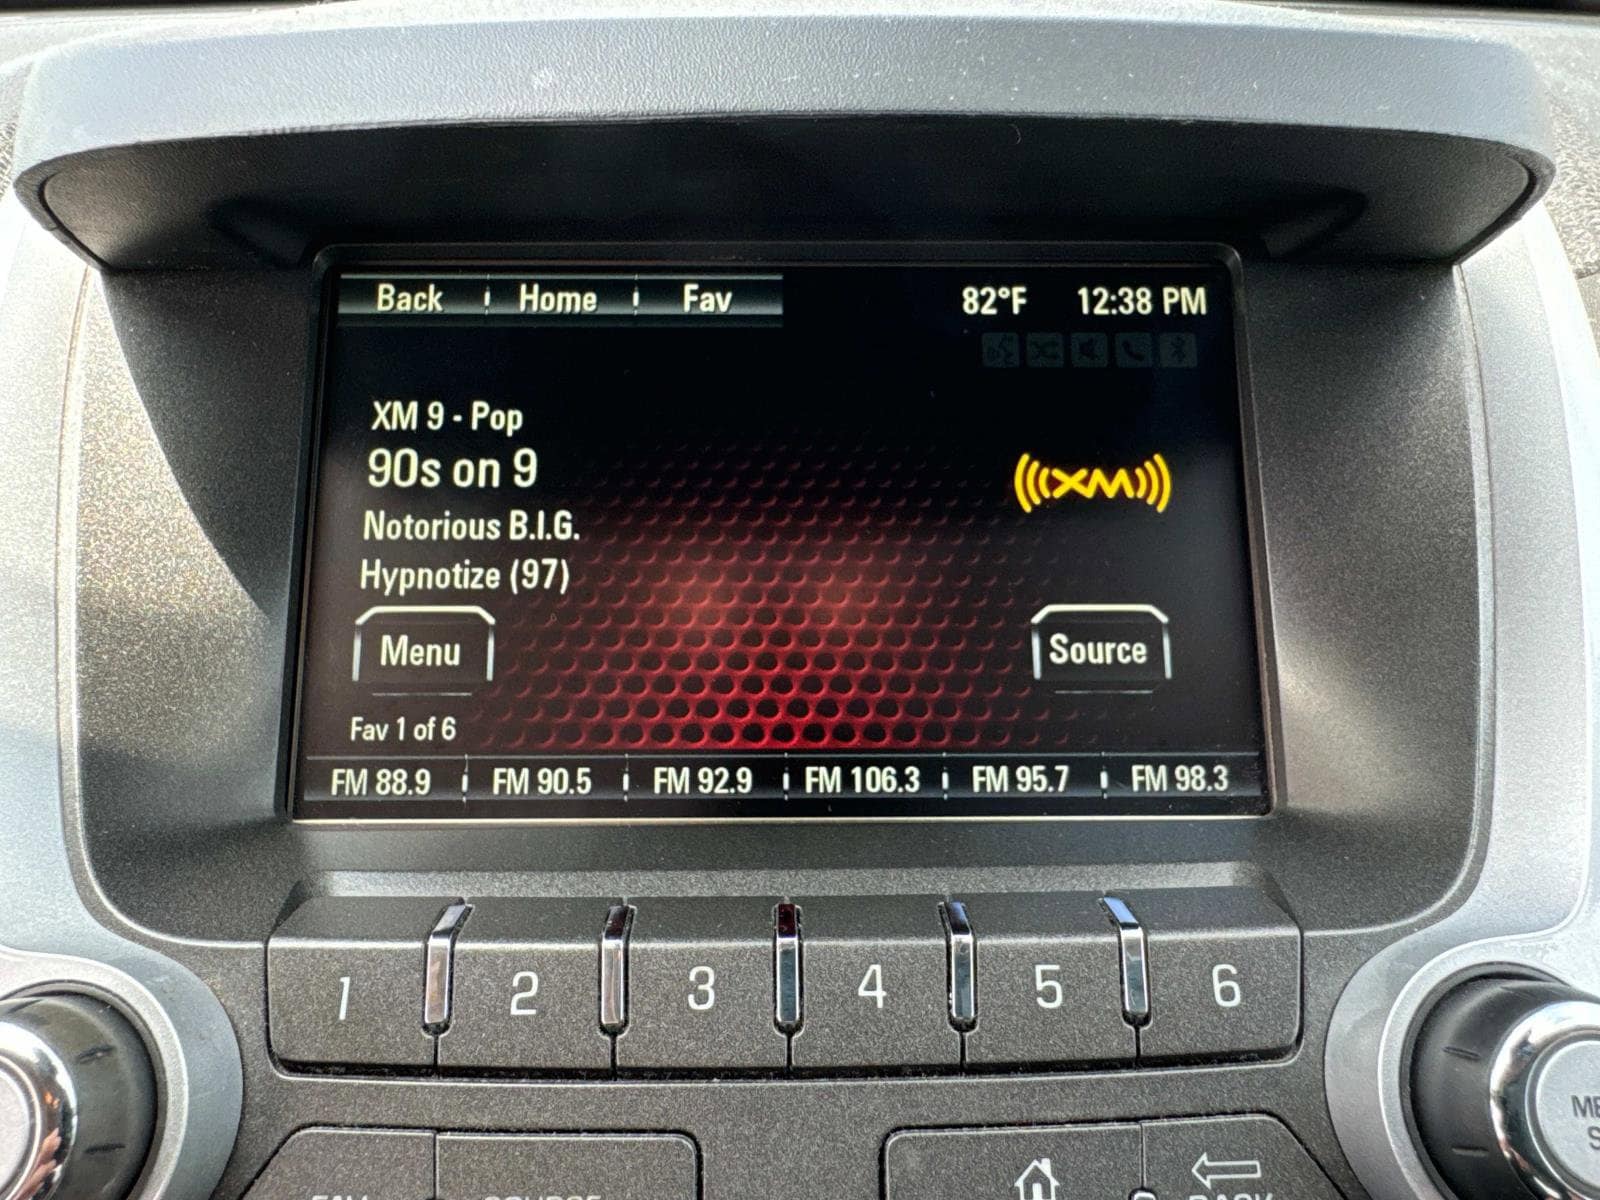 Back Home Fav 82°F 12:38 PM
XM 9 - Pop
90s on 9
XM
Notorious B.I.G.
Hypnotize (97)
Menu Source
Fav 1 of 6
FM 88.9 FM 90.5 FM 92.9 FM 106.3 FM 95.7 FM 98.3
1 2 3 4 5 6